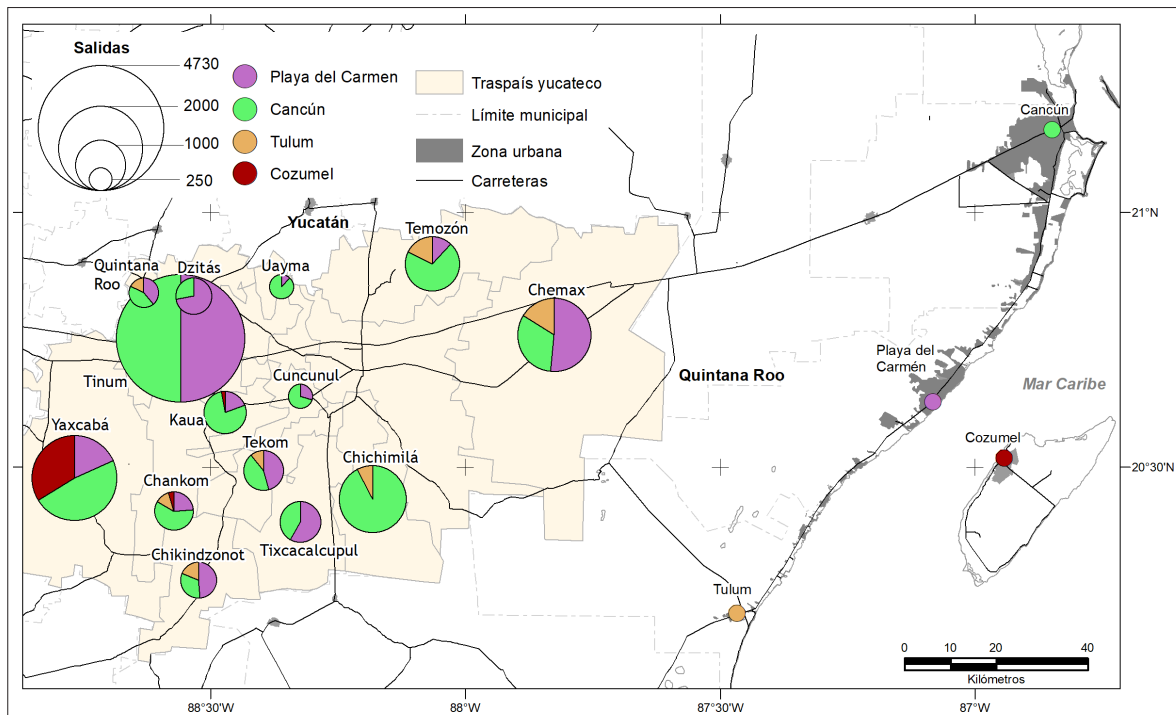 Salidas
4730
2000
1000
250
Playa del Carmen
Cancún
Tulum
Cozumel
Traspaís yucateco
Límite municipal
Zona urbana
Carreteras
Cancún
Yucatán
21°N
Temozón
Quintana
Roo
Dzitás
Uayma
Chemax
Playa del
Carmén
Quintana Roo
Mar Caribe
Tinum
Cuncunul
Kaua
Yaxcabá
Tekom
Chichimilá
Cozumel
20°30'N
Chankom
Tixcacalcupul
Chikindzonot
Tulum
0 10 20 40
Kilómetros
88°30'W
88°W
87°30'W
87°W